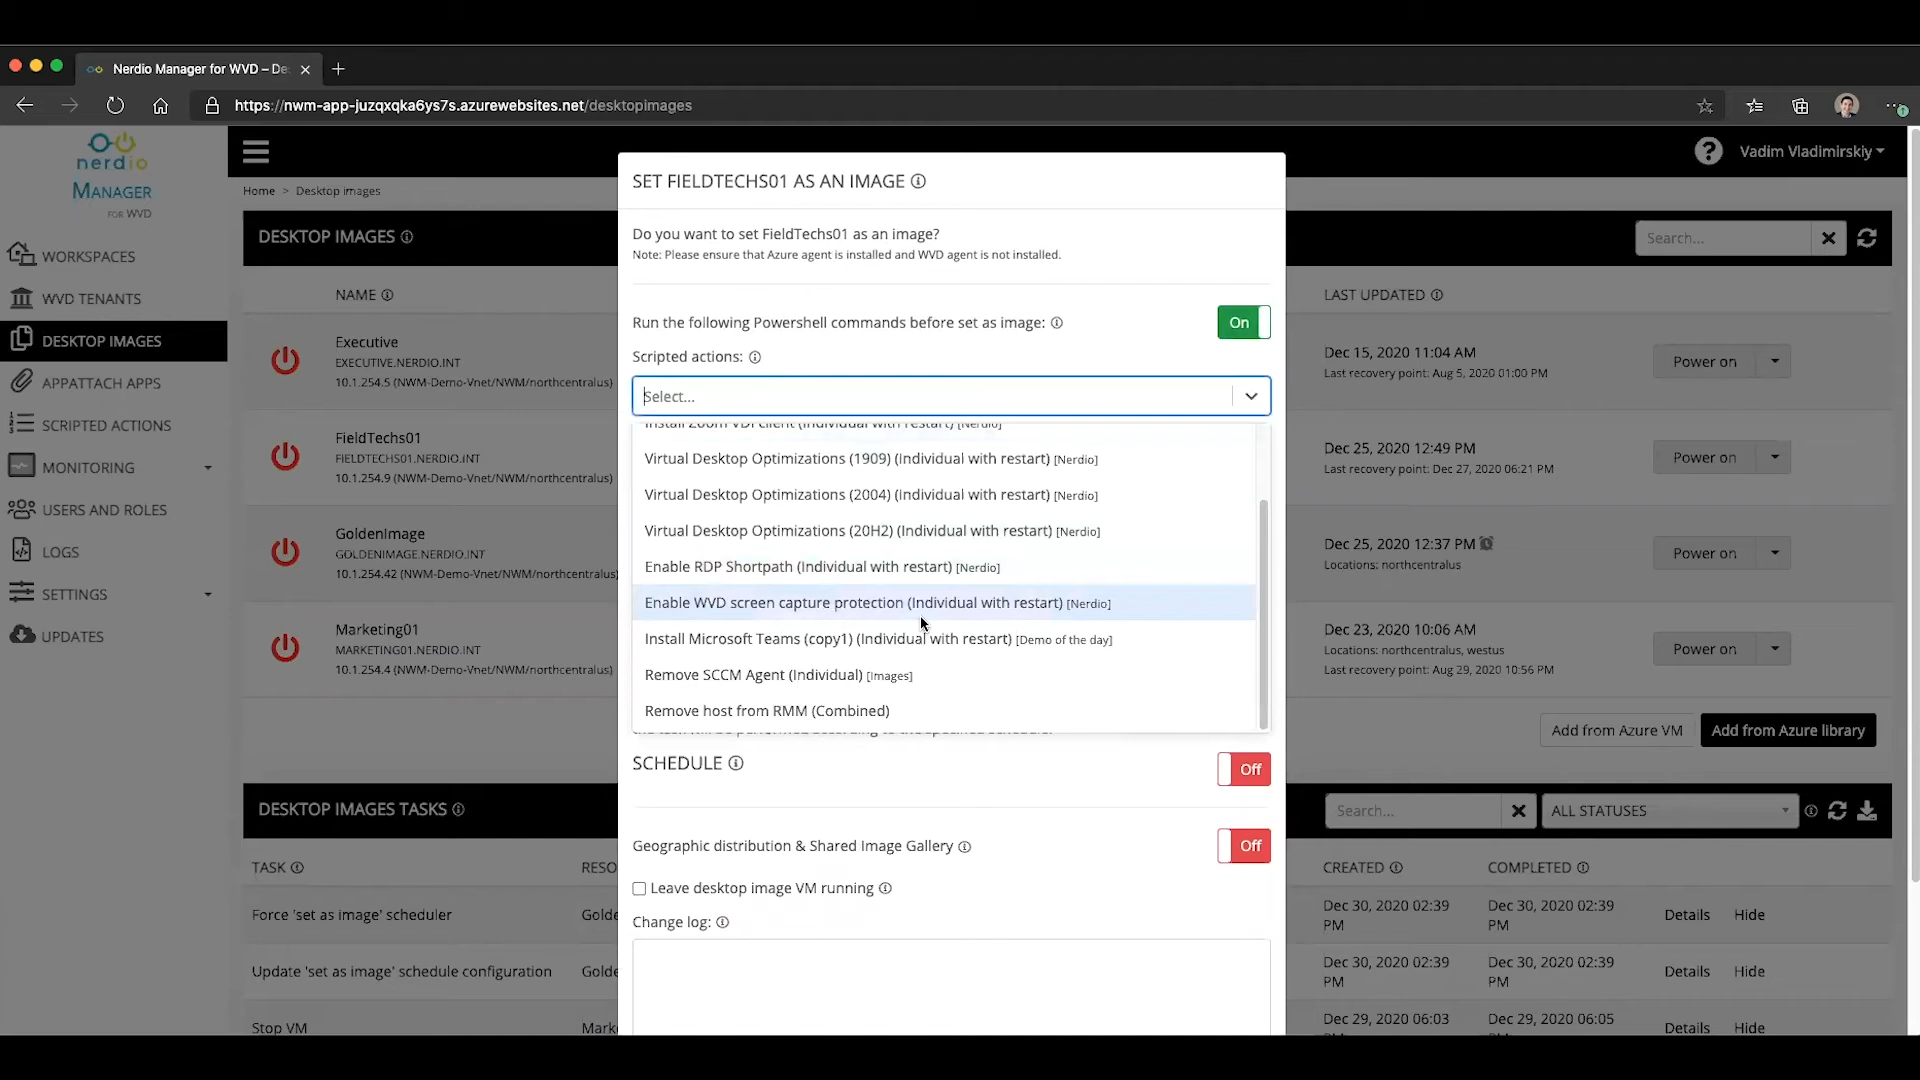 Nerdio Manager for WVD – De
https://nwm-app-juzqxqka6ys7s.azurewebsites.net/desktopimages
nerdio
MANAGER
FOR WVD
WORKSPACES
WVD TENANTS
DESKTOP IMAGES
APPATTACH APPS
SCRIPTED ACTIONS
MONITORING
USERS AND ROLES
LOGS
SETTINGS
UPDATES
Vadim Vladimirskiy
Home > Desktop images
DESKTOP IMAGES
Search...
NAME
LAST UPDATED
Executive
EXECUTIVE.NERDIO.INT
10.1.254.5 (NWM-Demo-Vnet/NWM/northcentralus)
Dec 15, 2020 11:04 AM
Last recovery point: Aug 5, 2020 01:00 PM
Power on
FieldTechs01
FIELDTECHS01.NERDIO.INT
10.1.254.9 (NWM-Demo-Vnet/NWM/northcentralus)
Dec 25, 2020 12:49 PM
Last recovery point: Dec 27, 2020 06:21 PM
Power on
GoldenImage
GOLDENIMAGE.NERDIO.INT
10.1.254.42 (NWM-Demo-Vnet/NWM/northcentralus)
Dec 25, 2020 12:37 PM
Locations: northcentralus
Power on
Marketing01
MARKETING01.NERDIO.INT
10.1.254.4 (NWM-Demo-Vnet/NWM/northcentralus)
Dec 23, 2020 10:06 AM
Locations: northcentralus, westus
Last recovery point: Aug 29, 2020 10:56 PM
Power on
Add from Azure VM
Add from Azure library
SET FIELDTECHS01 AS AN IMAGE
Do you want to set FieldTechs01 as an image?
Note: Please ensure that Azure agent is installed and WVD agent is not installed.
Run the following Powershell commands before set as image:
On
Scripted actions:
Select...
Install Zoom VDI client (Individual with restart) [Nerdio]
Virtual Desktop Optimizations (1909) (Individual with restart) [Nerdio]
Virtual Desktop Optimizations (2004) (Individual with restart) [Nerdio]
Virtual Desktop Optimizations (20H2) (Individual with restart) [Nerdio]
Enable RDP Shortpath (Individual with restart) [Nerdio]
Enable WVD screen capture protection (Individual with restart) [Nerdio]
Install Microsoft Teams (copy1) (Individual with restart) [Demo of the day]
Remove SCCM Agent (Individual) [Images]
Remove host from RMM (Combined)
the task will be performed according to the specified scheduler.
SCHEDULE
Off
Geographic distribution & Shared Image Gallery
Off
Leave desktop image VM running
Change log:
DESKTOP IMAGES TASKS
Search...
ALL STATUSES
TASK
RESO
CREATED
COMPLETED
Force 'set as image' scheduler
Golde
Dec 30, 2020 02:39
PM
Dec 30, 2020 02:39
PM
Details
Hide
Update 'set as image' schedule configuration
Golde
Dec 30, 2020 02:39
PM
Dec 30, 2020 02:39
PM
Details
Hide
Stop VM
Mark
Dec 29, 2020 06:03
Dec 29, 2020 06:05
Details
Hide